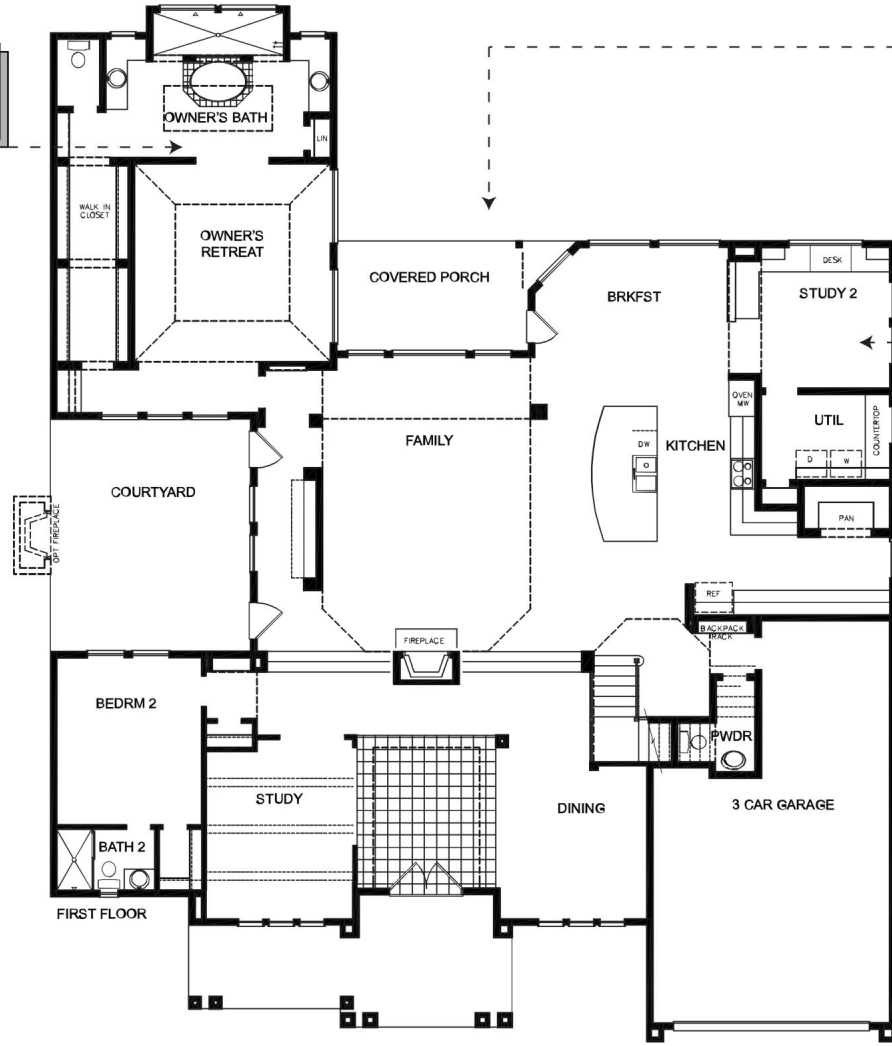 OWNER'S BATH
LIN
WALK IN
CLOSET
OWNER'S
RETREAT
COVERED PORCH
BRKFST
DESK
STUDY 2
OVEN
MW
UTIL
COUNTERTOP
D
W
FAMILY
DW
KITCHEN
COURTYARD
OPT FIREPLACE
PAN
REF
BACKPACK
RACK
FIREPLACE
BEDRM 2
PWDR
STUDY
DINING
3 CAR GARAGE
BATH 2
FIRST FLOOR